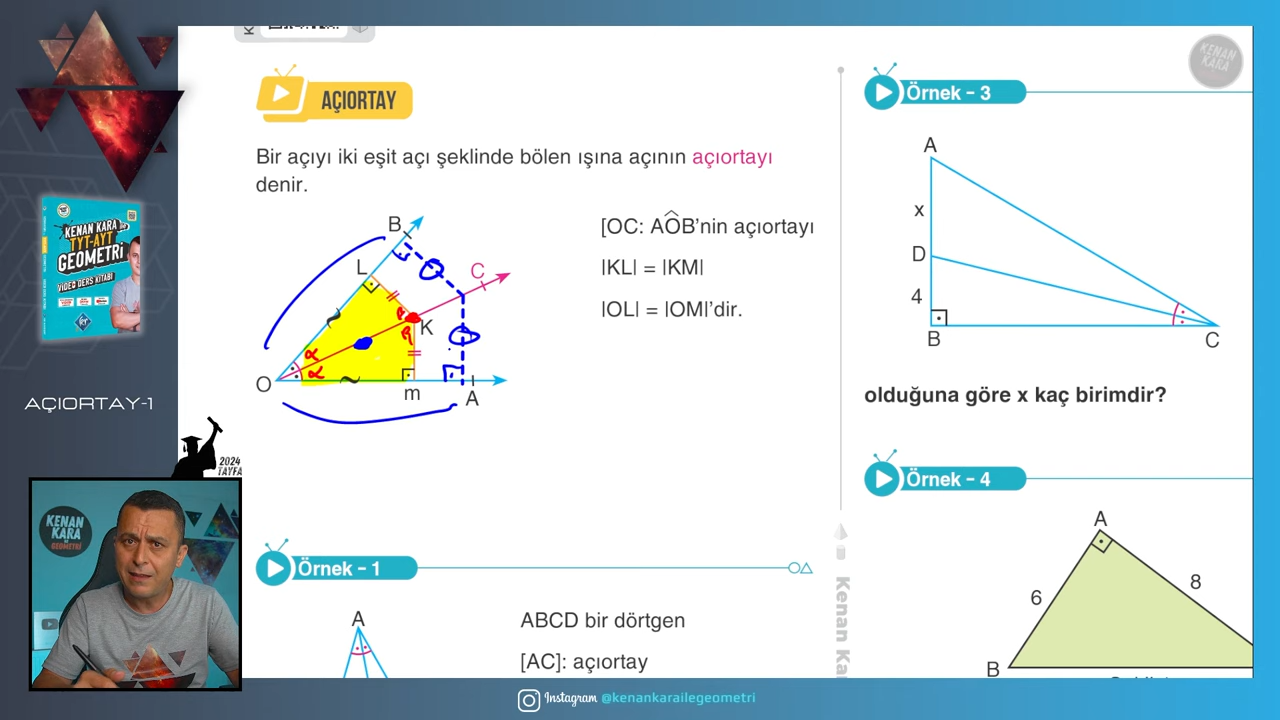 AÇIORTAY
Bir açıyı iki eşit açı şeklinde bölen ışına açının açıortayı
denir.
B
L
C
K
O
m
A
α
α
[OC: AOB'nin açıortayı
|KL| = |KM|
|OL| = |OM|'dir.
Örnek - 1
A
ABCD bir dörtgen
[AC]: açıortay
Örnek - 3
A
x
D
4
B
C
olduğuna göre x kaç birimdir?
Örnek - 4
A
6
8
B
KENAN
KARA
Kenan Ka
KENAN KARA
TYT-AYT
GEOMETRİ
VİDEO DERS KİTABI
AÇIORTAY-1
2024
TAYFA
KENAN
KARA
GEOMETRİ
Instagram @kenankarailegeometri